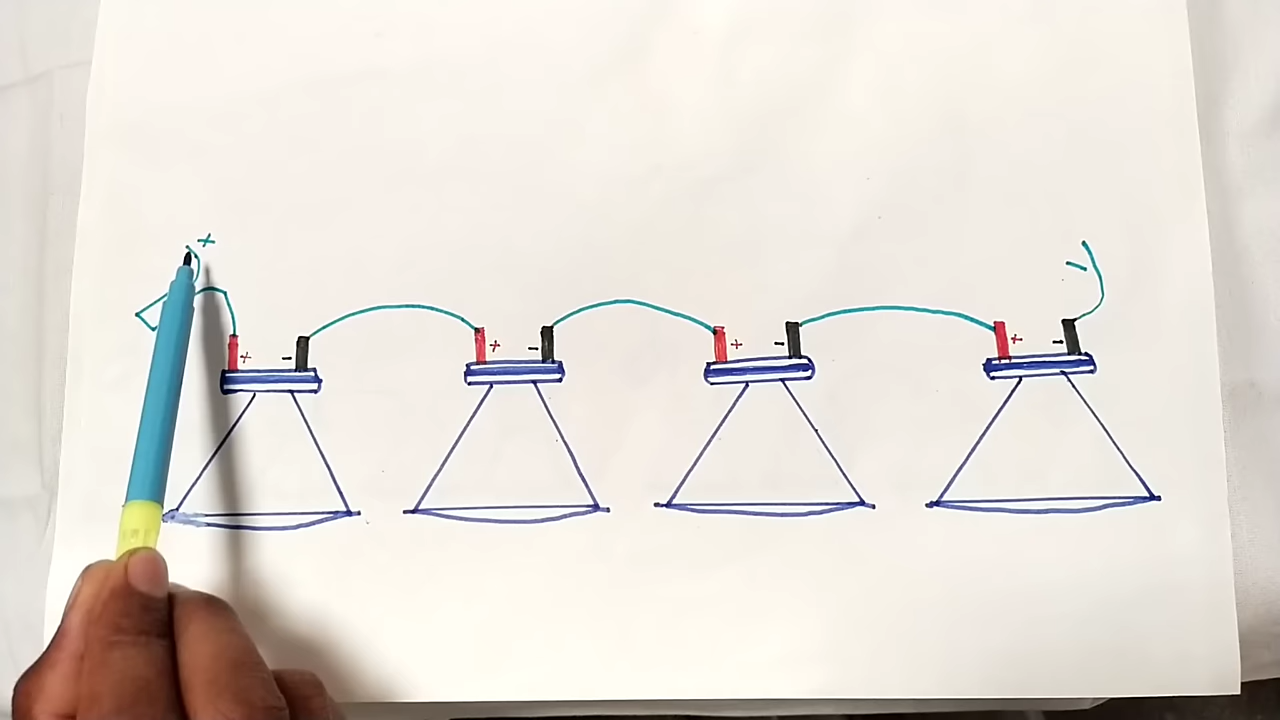 +
-
+ - + - + - + -